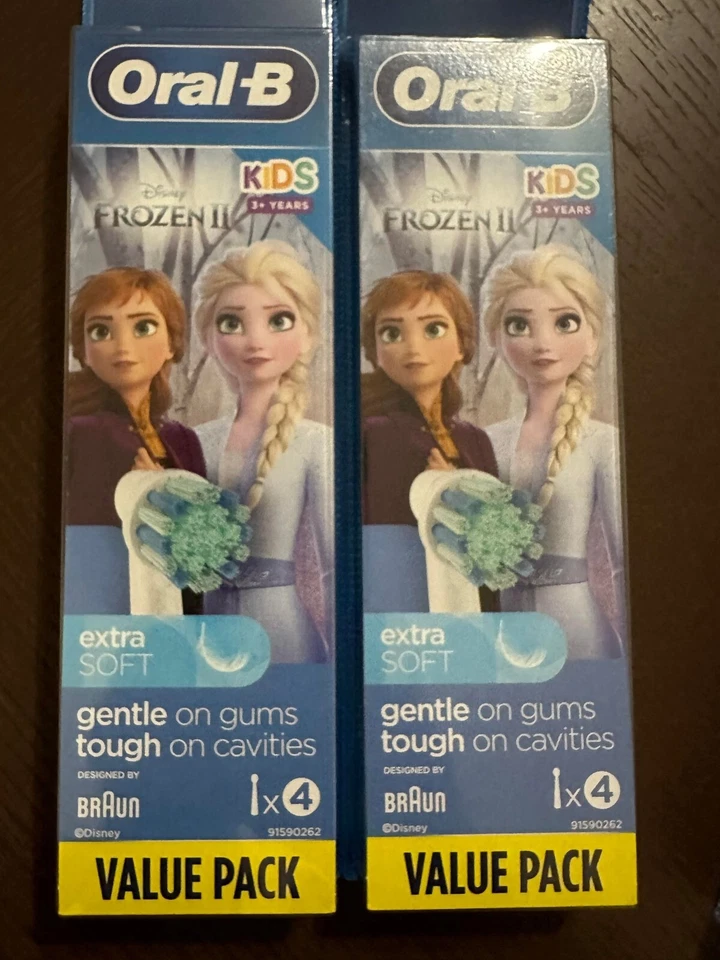 Oral-B
KIDS
3+ YEARS
Disney
FROZEN II
extra
SOFT
gentle on gums
tough on cavities
DESIGNED BY
BRAUN
x 4
©Disney
91590262
VALUE PACK
Oral-B
KIDS
3+ YEARS
Disney
FROZEN II
extra
SOFT
gentle on gums
tough on cavities
DESIGNED BY
BRAUN
x 4
©Disney
91590262
VALUE PACK